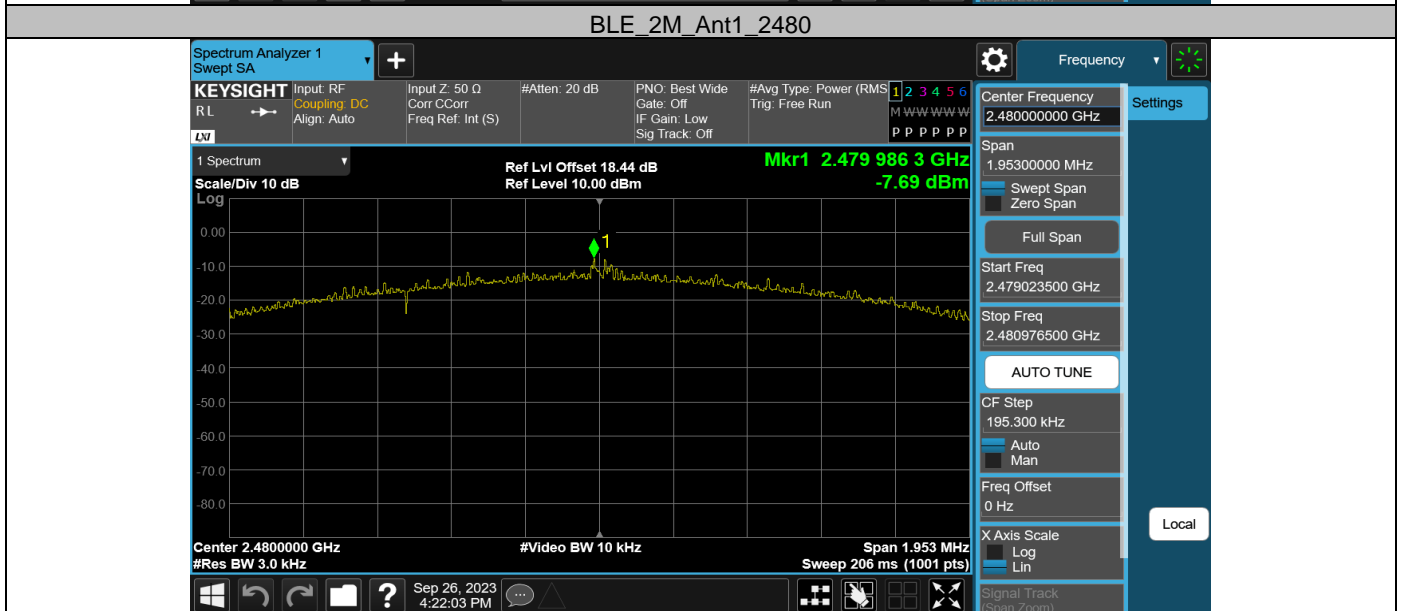 BLE_2M_Ant1_2480
Spectrum Analyzer 1
Swept SA
Frequency
KEYSIGHT
RL
LXI
Input: RF
Coupling: DC
Align: Auto
Input Z: 50 Ω
Corr CCorr
Freq Ref: Int (S)
#Atten: 20 dB
PNO: Best Wide
Gate: Off
IF Gain: Low
Sig Track: Off
#Avg Type: Power (RMS
Trig: Free Run
1 2 3 4 5 6
M W W W W W
P P P P P P
Center Frequency
2.480000000 GHz
Settings
Span
1.95300000 MHz
Swept Span
Zero Span
Full Span
Start Freq
2.479023500 GHz
Stop Freq
2.480976500 GHz
AUTO TUNE
CF Step
195.300 kHz
Auto
Man
Freq Offset
0 Hz
X Axis Scale
Log
Lin
Signal Track
(Span Zoom)
Local
1 Spectrum
Scale/Div 10 dB
Ref Lvl Offset 18.44 dB
Ref Level 10.00 dBm
Mkr1 2.479 986 3 GHz
-7.69 dBm
Log
1
0.00
-10.0
-20.0
-30.0
-40.0
-50.0
-60.0
-70.0
-80.0
Center 2.4800000 GHz
#Res BW 3.0 kHz
#Video BW 10 kHz
Span 1.953 MHz
Sweep 206 ms (1001 pts)
Sep 26, 2023
4:22:03 PM